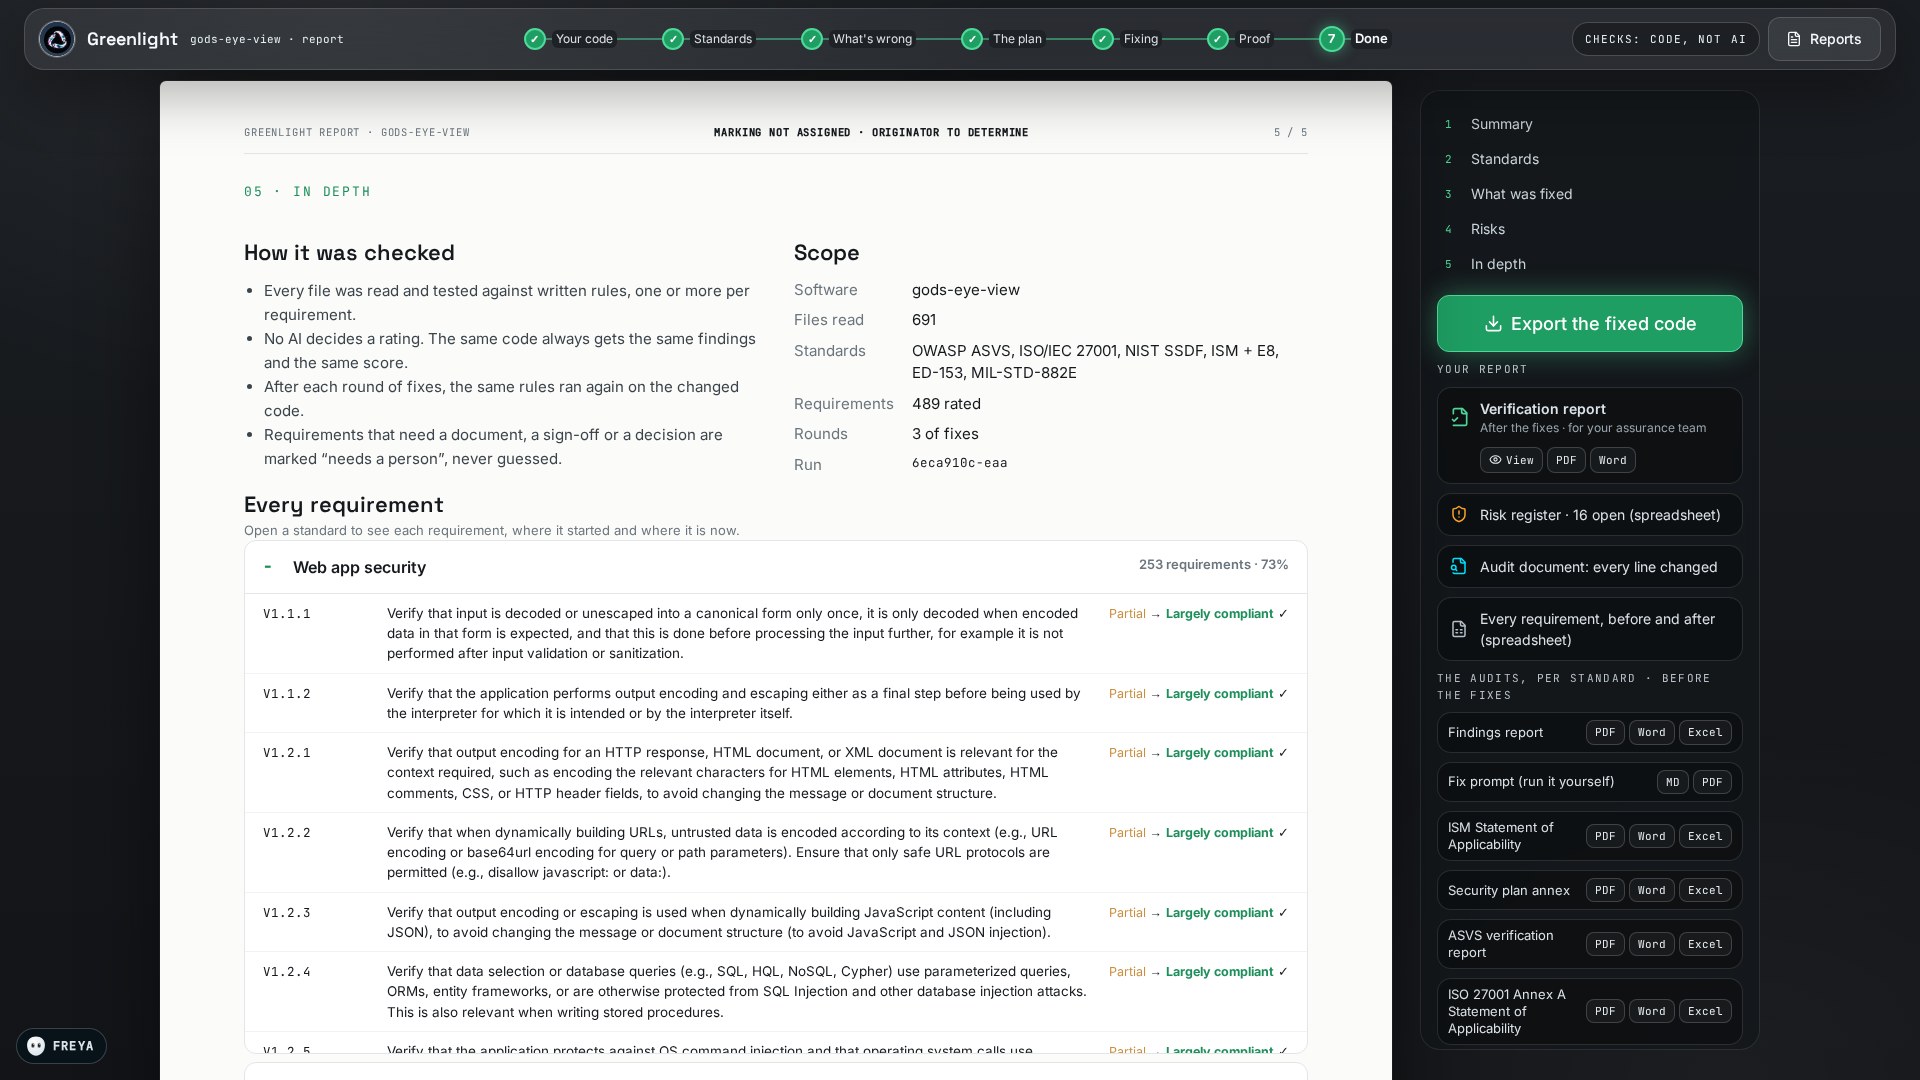 Greenlight gods-eye-view · report
✓ Your code ✓ Standards ✓ What's wrong ✓ The plan ✓ Fixing ✓ Proof 7 Done
CHECKS: CODE, NOT AI
Reports
GREENLIGHT REPORT · GODS-EYE-VIEW
MARKING NOT ASSIGNED · ORIGINATOR TO DETERMINE
5 / 5
05 · IN DEPTH
How it was checked
• Every file was read and tested against written rules, one or more per
requirement.
• No AI decides a rating. The same code always gets the same findings
and the same score.
• After each round of fixes, the same rules ran again on the changed
code.
• Requirements that need a document, a sign-off or a decision are
marked “needs a person”, never guessed.
Scope
Software gods-eye-view
Files read 691
Standards OWASP ASVS, ISO/IEC 27001, NIST SSDF, ISM + E8,
ED-153, MIL-STD-882E
Requirements 489 rated
Rounds 3 of fixes
Run 6eca910c-eaa
Every requirement
Open a standard to see each requirement, where it started and where it is now.
- Web app security 253 requirements · 73%
V1.1.1 Verify that input is decoded or unescaped into a canonical form only once, it is only decoded when encoded Partial → Largely compliant ✓
data in that form is expected, and that this is done before processing the input further, for example it is not
performed after input validation or sanitization.
V1.1.2 Verify that the application performs output encoding and escaping either as a final step before being used by Partial → Largely compliant ✓
the interpreter for which it is intended or by the interpreter itself.
V1.2.1 Verify that output encoding for an HTTP response, HTML document, or XML document is relevant for the Partial → Largely compliant ✓
context required, such as encoding the relevant characters for HTML elements, HTML attributes, HTML
comments, CSS, or HTTP header fields, to avoid changing the message or document structure.
V1.2.2 Verify that when dynamically building URLs, untrusted data is encoded according to its context (e.g., URL Partial → Largely compliant ✓
encoding or base64url encoding for query or path parameters). Ensure that only safe URL protocols are
permitted (e.g., disallow javascript: or data:).
V1.2.3 Verify that output encoding or escaping is used when dynamically building JavaScript content (including Partial → Largely compliant ✓
JSON), to avoid changing the message or document structure (to avoid JavaScript and JSON injection).
V1.2.4 Verify that data selection or database queries (e.g., SQL, HQL, NoSQL, Cypher) use parameterized queries, Partial → Largely compliant ✓
ORMs, entity frameworks, or are otherwise protected from SQL Injection and other database injection attacks.
This is also relevant when writing stored procedures.
V1.2.5 Verify that the application protects against OS command injection and that operating system calls use Partial → Largely compliant ✓
1 Summary
2 Standards
3 What was fixed
4 Risks
5 In depth
Export the fixed code
YOUR REPORT
Verification report
After the fixes · for your assurance team
View PDF Word
Risk register · 16 open (spreadsheet)
Audit document: every line changed
Every requirement, before and after
(spreadsheet)
THE AUDITS, PER STANDARD · BEFORE
THE FIXES
Findings report PDF Word Excel
Fix prompt (run it yourself) MD PDF
ISM Statement of
Applicability PDF Word Excel
Security plan annex PDF Word Excel
ASVS verification
report PDF Word Excel
ISO 27001 Annex A
Statement of
Applicability PDF Word Excel
FREYA